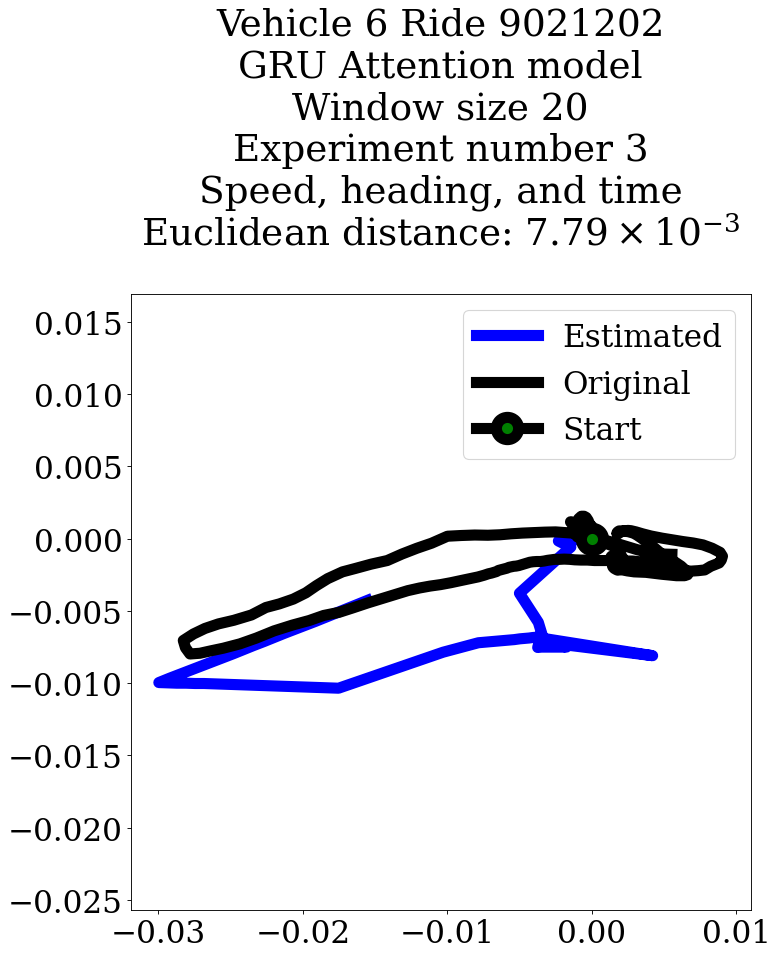 Vehicle 6 Ride 9021202
GRU Attention model
Window size 20
Experiment number 3
Speed, heading, and time
Euclidean distance: 7.79 × 10⁻³
Estimated
Original
Start
0.015
0.010
0.005
0.000
−0.005
−0.010
−0.015
−0.020
−0.025
−0.03 −0.02 −0.01 0.00 0.01